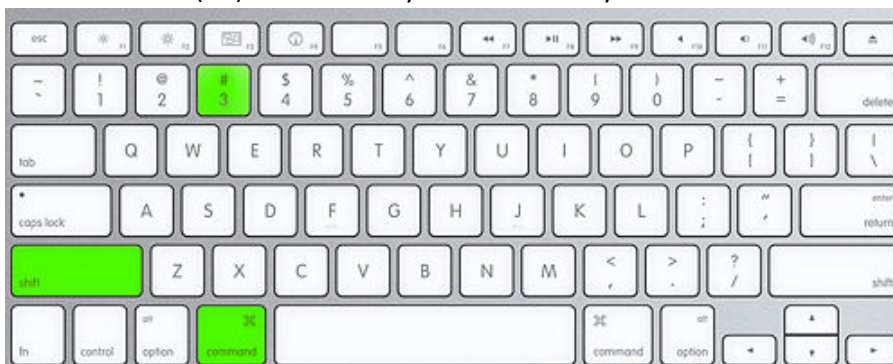 esc F1 F2 F3 F4 F5 F6 F7 F8 F9 F10 F11 F12
~ ` ! 1 @ 2 # 3 $ 4 % 5 ^ 6 & 7 * 8 ( 9 ) 0 _ - + = delete
tab Q W E R T Y U I O P { [ } ] | \
caps lock A S D F G H J K L : ; " ' enter return
shift Z X C V B N M < , > . ? / shift
fn control alt option ⌘ command ⌘ command alt option